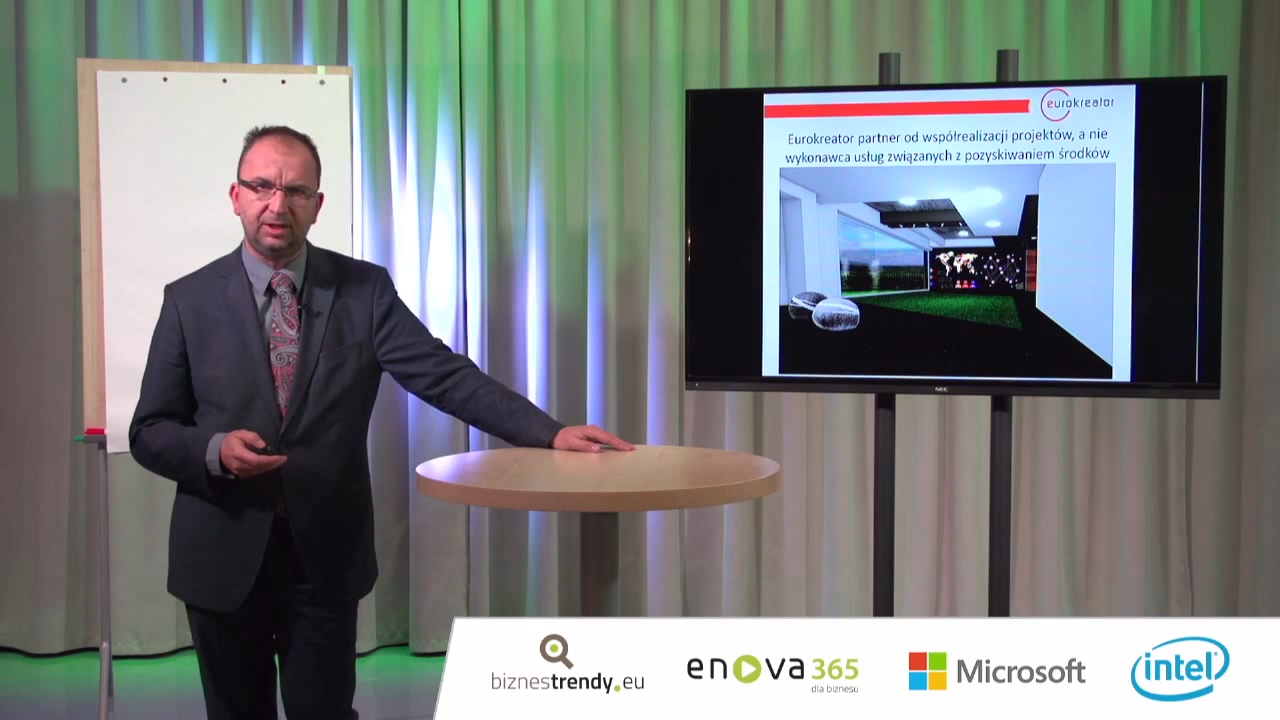 eurokreator
Eurokreator partner od współrealizacji projektów, a nie
wykonawca usług związanych z pozyskiwaniem środków
NEC
biznestrendy.eu
enova365
dla biznesu
Microsoft
intel